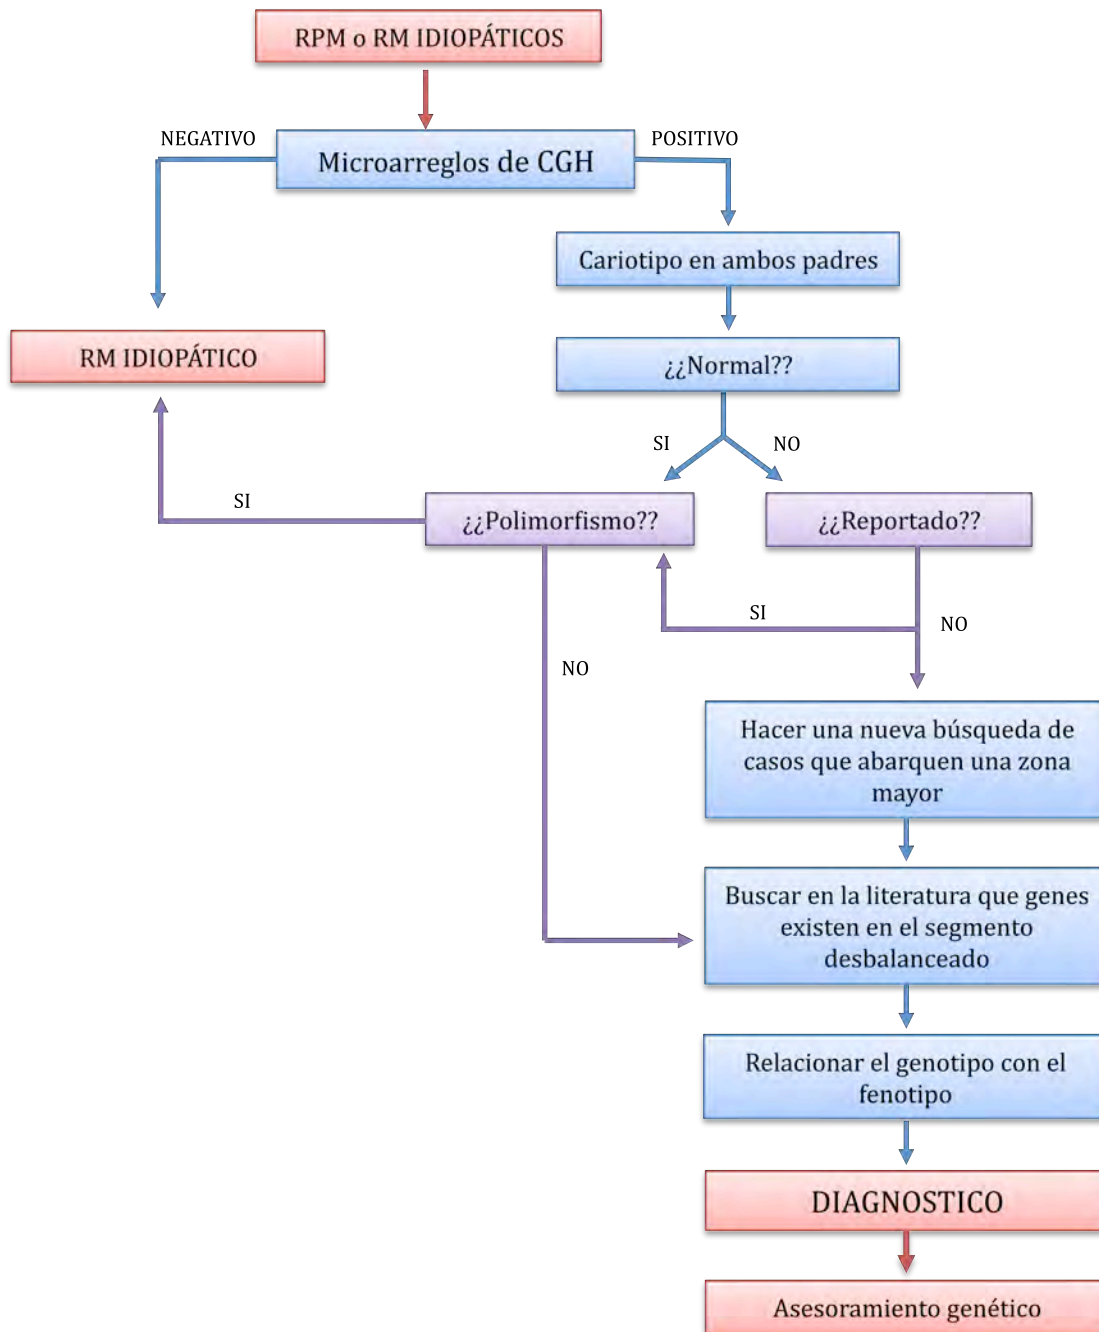 RPM o RM IDIOPÁTICOS
NEGATIVO
POSITIVO
Microarreglos de CGH
Cariotipo en ambos padres
RM IDIOPÁTICO
¿¿Normal??
SI
NO
SI
¿¿Polimorfismo??
¿¿Reportado??
SI
NO
NO
Hacer una nueva búsqueda de
casos que abarquen una zona
mayor
Buscar en la literatura que genes
existen en el segmento
desbalanceado
Relacionar el genotipo con el
fenotipo
DIAGNOSTICO
Asesoramiento genético